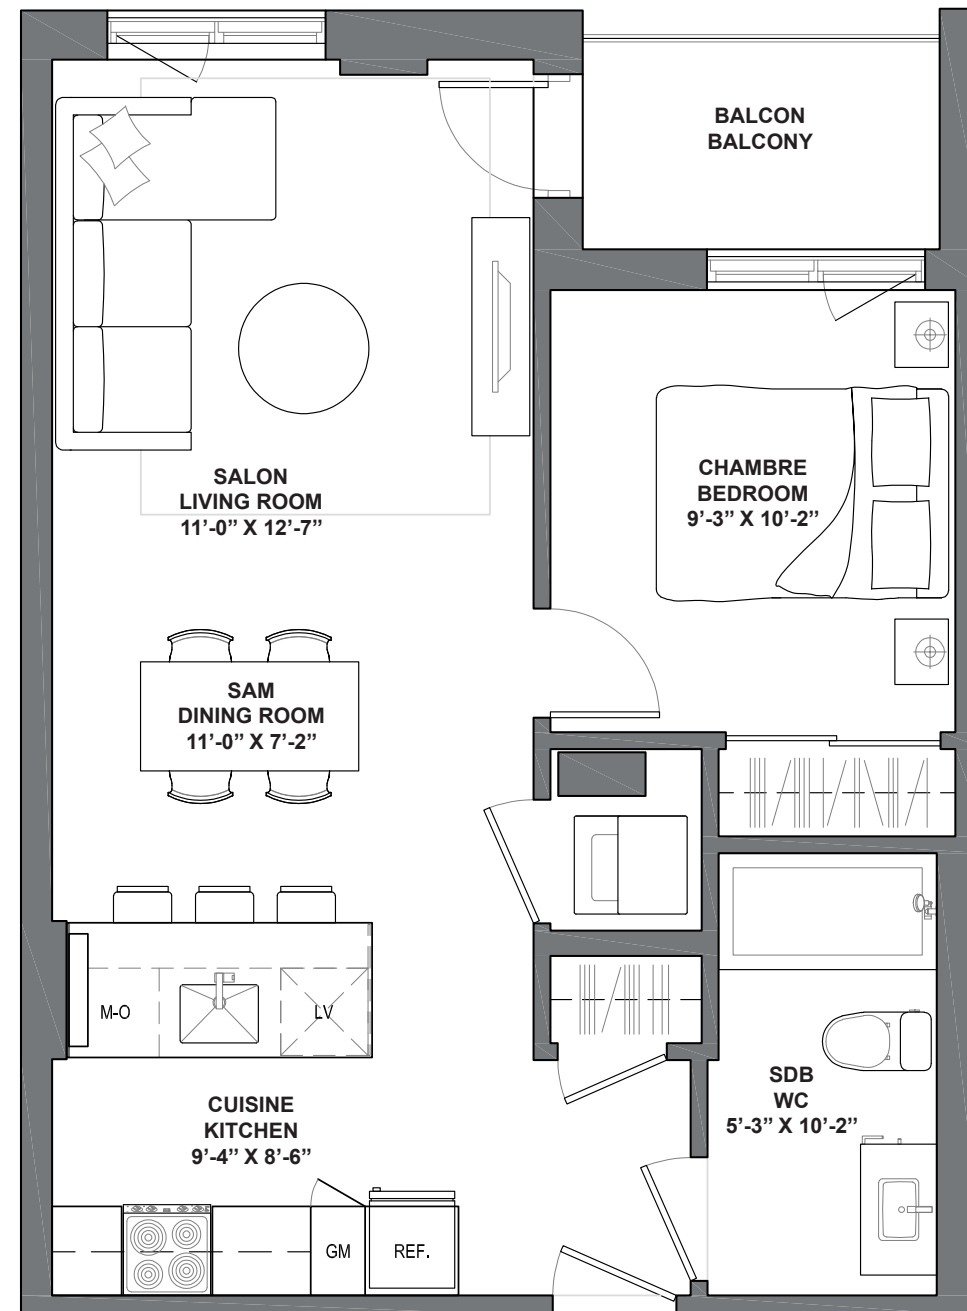 BALCON
BALCONY
SALON
LIVING ROOM
11’-0” X 12’-7”
CHAMBRE
BEDROOM
9’-3” X 10’-2”
SAM
DINING ROOM
11’-0” X 7’-2”
M-O
LV
CUISINE
KITCHEN
9’-4” X 8’-6”
SDB
WC
5’-3” X 10’-2”
GM
REF.